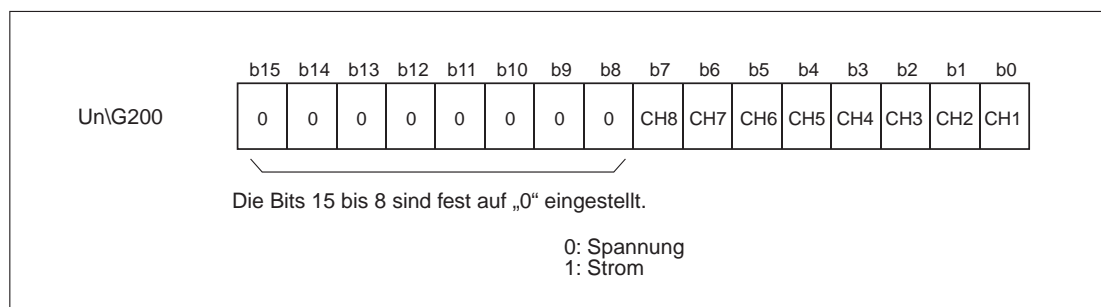 b15 b14 b13 b12 b11 b10 b9 b8 b7 b6 b5 b4 b3 b2 b1 b0
Un\G200 0 0 0 0 0 0 0 0 CH8 CH7 CH6 CH5 CH4 CH3 CH2 CH1
Die Bits 15 bis 8 sind fest auf „0“ eingestellt.
0: Spannung
1: Strom